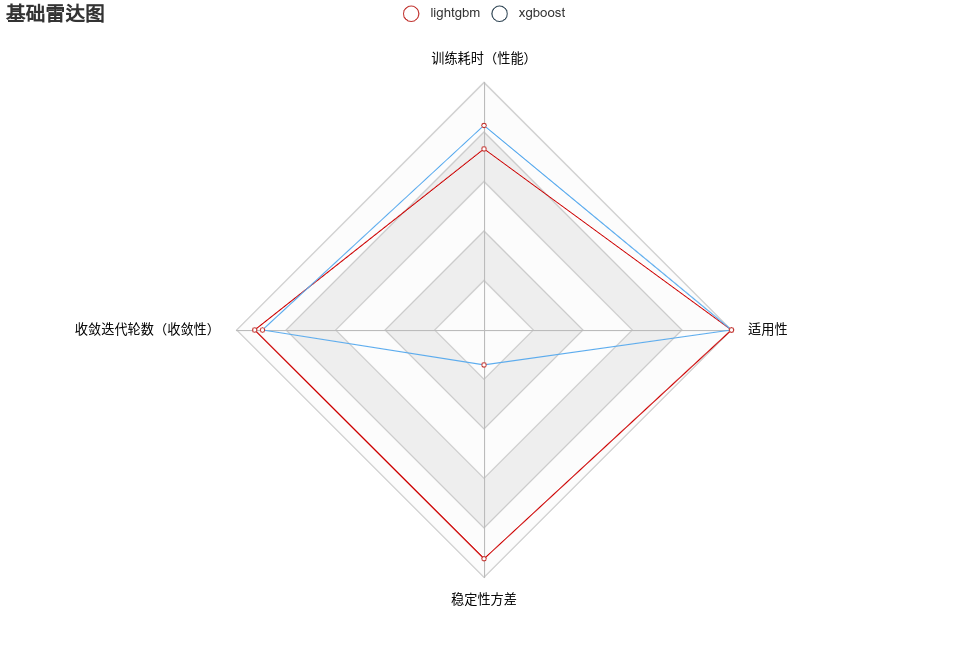 基础雷达图
lightgbm
xgboost
训练耗时（性能）
收敛迭代轮数（收敛性）
适用性
稳定性方差